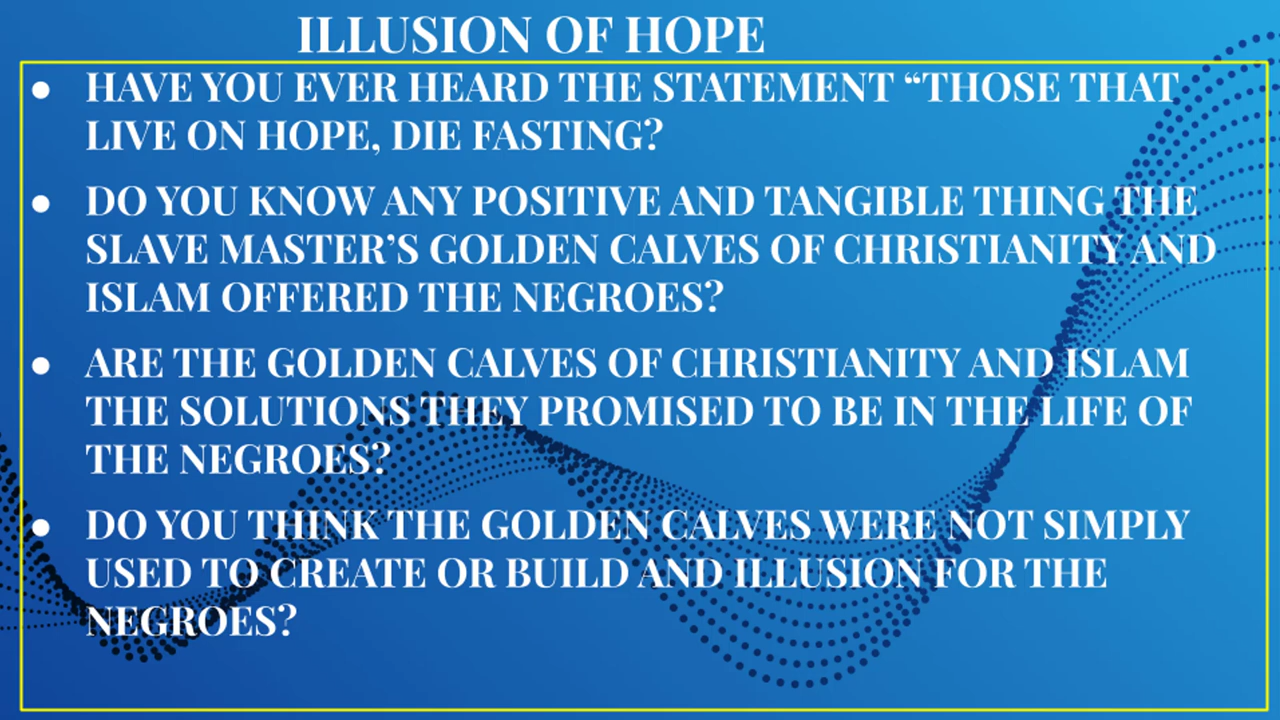 ILLUSION OF HOPE
● HAVE YOU EVER HEARD THE STATEMENT “THOSE THAT
LIVE ON HOPE, DIE FASTING?
● DO YOU KNOW ANY POSITIVE AND TANGIBLE THING THE
SLAVE MASTER’S GOLDEN CALVES OF CHRISTIANITY AND
ISLAM OFFERED THE NEGROES?
● ARE THE GOLDEN CALVES OF CHRISTIANITY AND ISLAM
THE SOLUTIONS THEY PROMISED TO BE IN THE LIFE OF
THE NEGROES?
● DO YOU THINK THE GOLDEN CALVES WERE NOT SIMPLY
USED TO CREATE OR BUILD AND ILLUSION FOR THE
NEGROES?